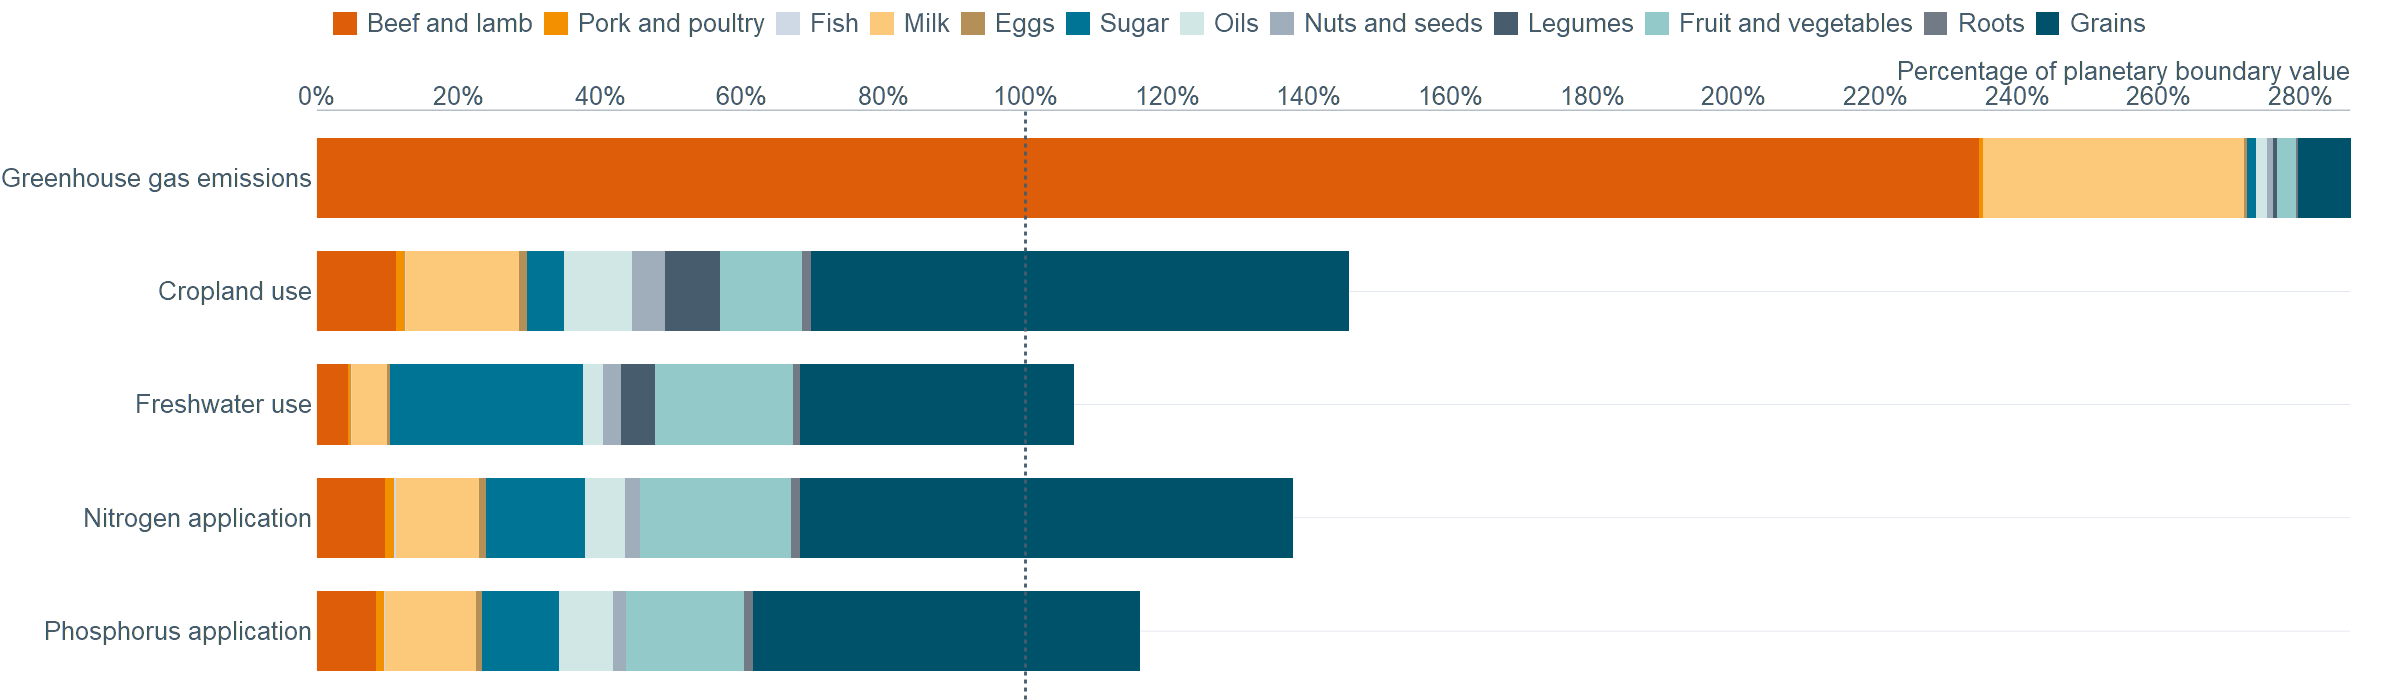 Beef and lamb Pork and poultry Fish Milk Eggs Sugar Oils Nuts and seeds Legumes Fruit and vegetables Roots Grains
Percentage of planetary boundary value
0% 20% 40% 60% 80% 100% 120% 140% 160% 180% 200% 220% 240% 260% 280%
Greenhouse gas emissions
Cropland use
Freshwater use
Nitrogen application
Phosphorus application